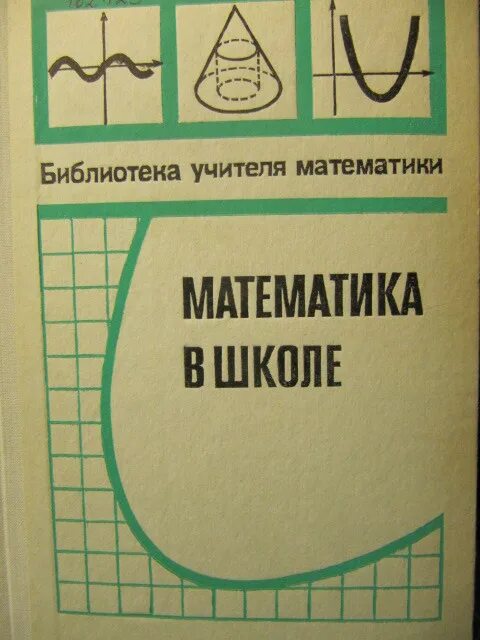 Библиотека учителя математики
МАТЕМАТИКА
В ШКОЛЕ